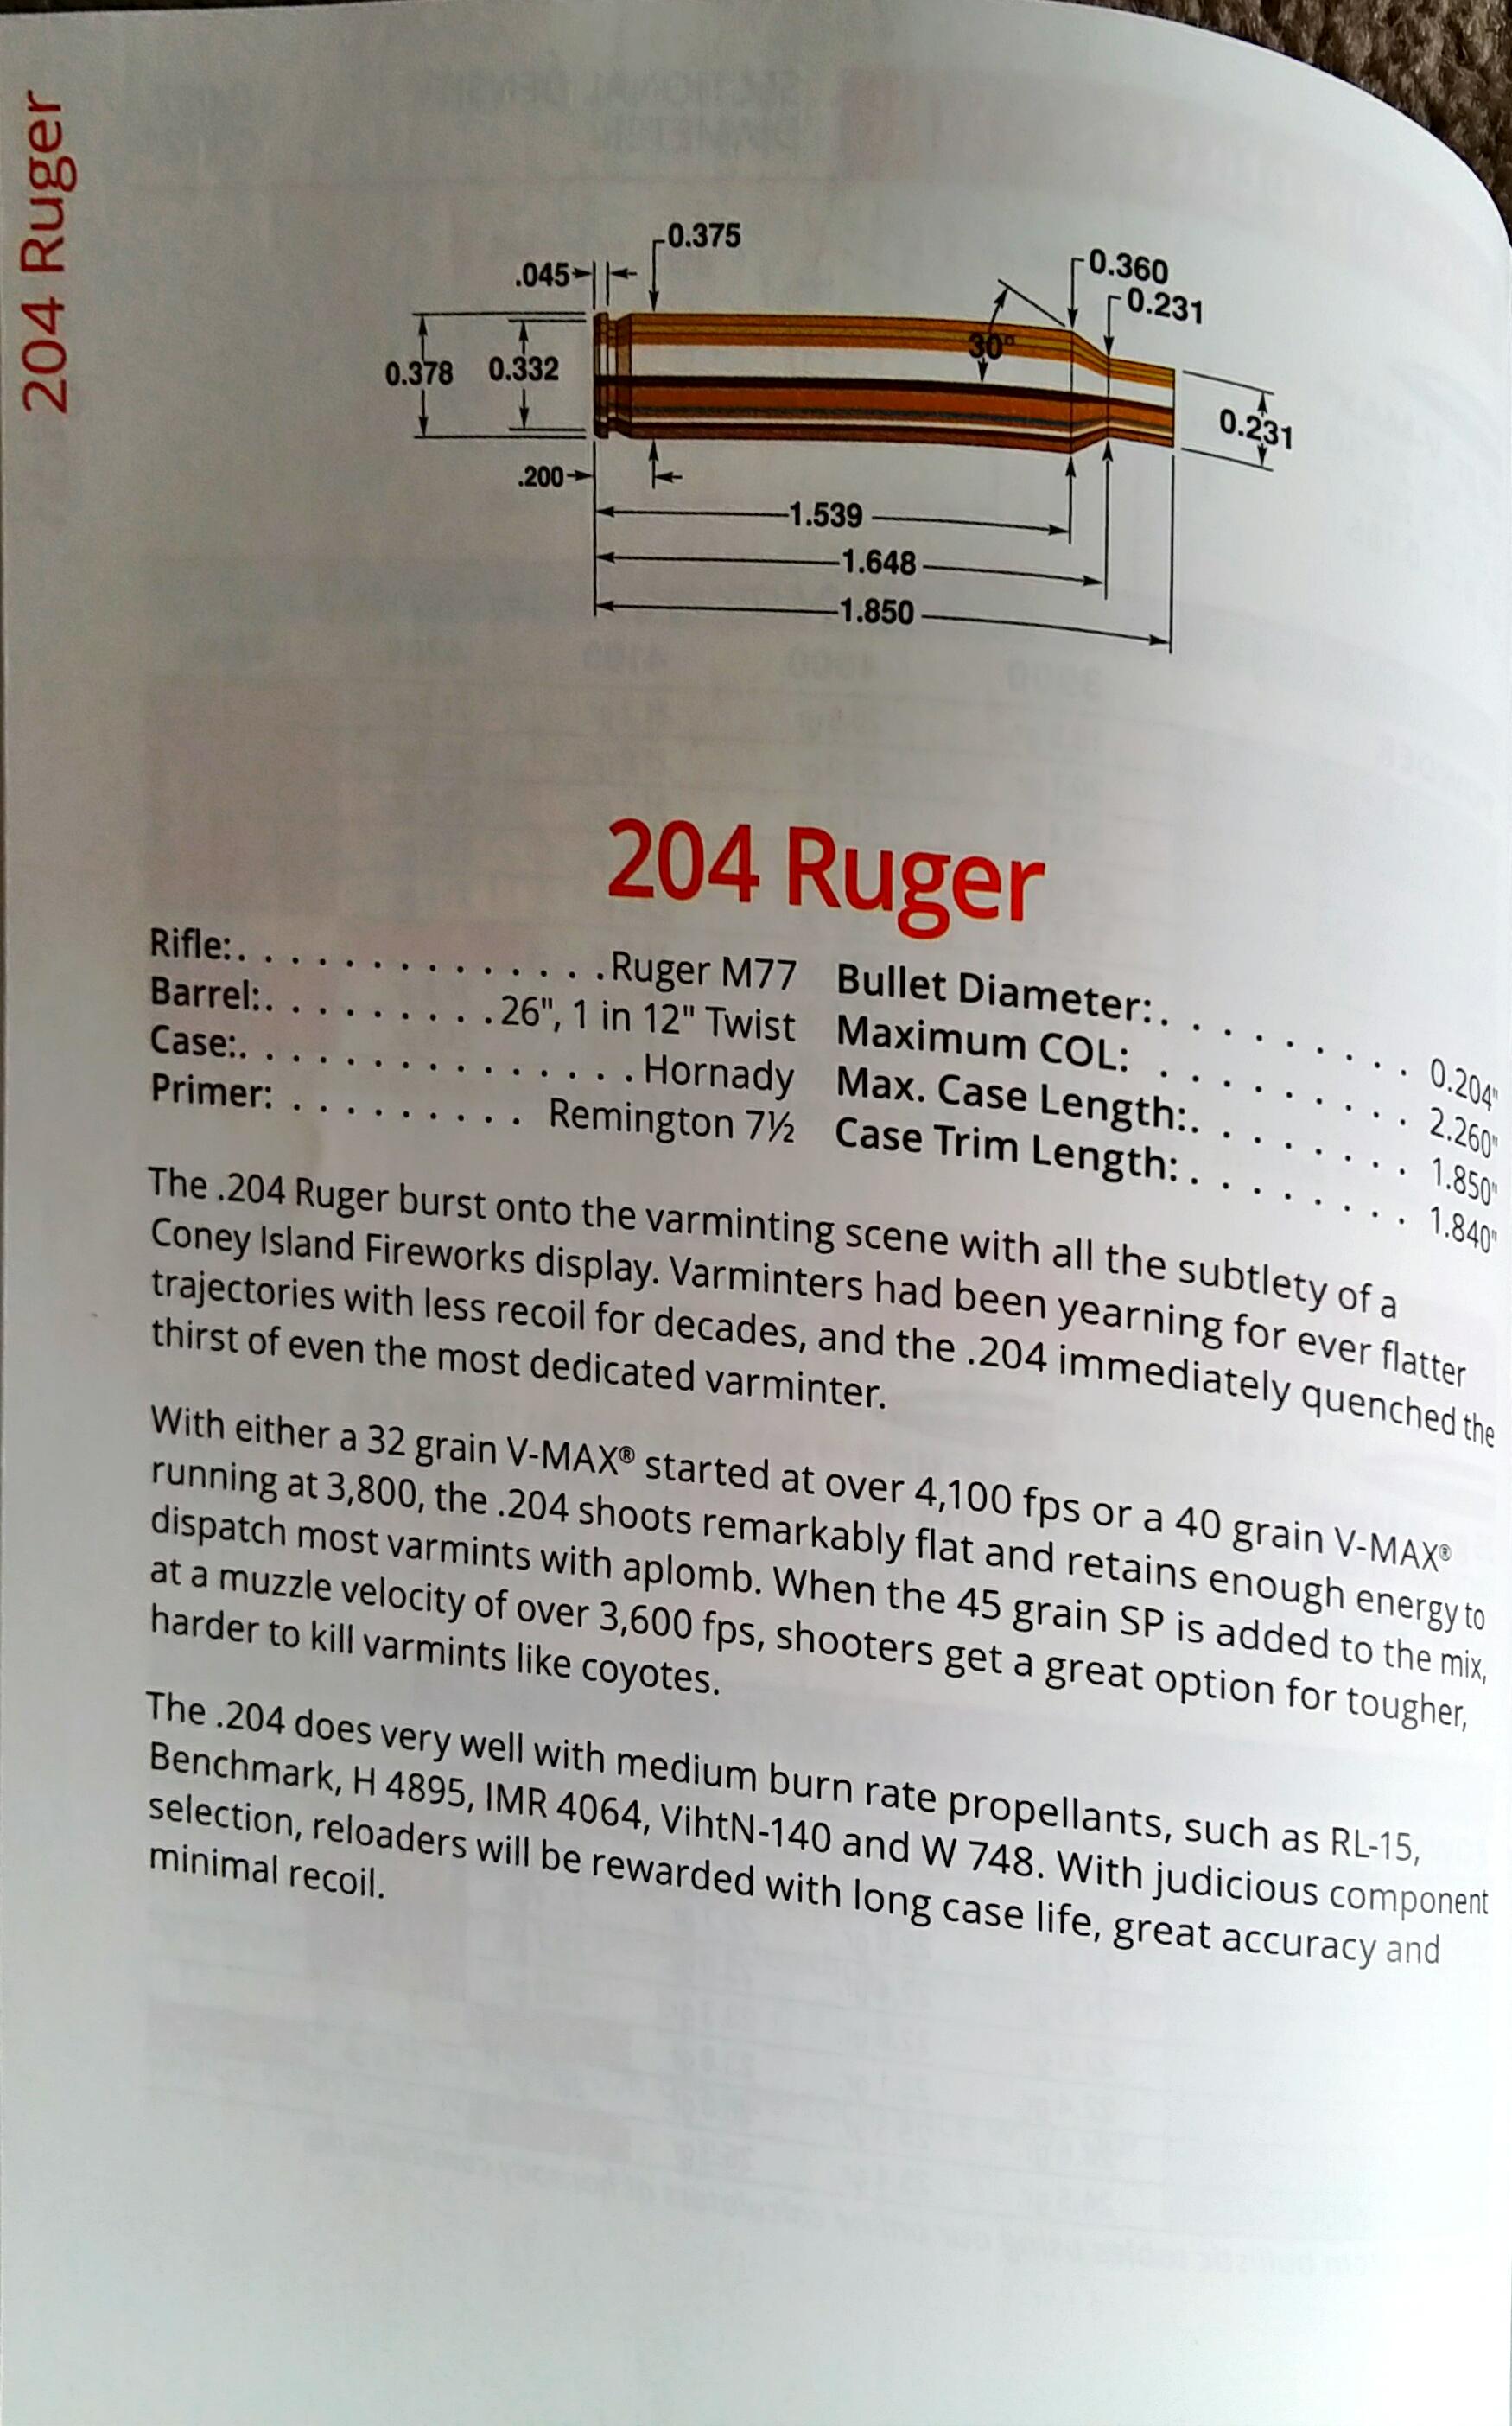 204 Ruger
0.375
.045
0.360
0.231
30°
0.378
0.332
0.231
.200
1.539
1.648
1.850
204 Ruger
Rifle:. . . . . . . . . . . . . . .Ruger M77
Barrel:. . . . . . . . . .26", 1 in 12" Twist
Case:. . . . . . . . . . . . . . . .Hornady
Primer: . . . . . . . . . Remington 7½
Bullet Diameter:. . . . . . . . . . 0.204"
Maximum COL: . . . . . . . . . . 2.260"
Max. Case Length:. . . . . . . . . 1.850"
Case Trim Length: . . . . . . . . . 1.840"
The .204 Ruger burst onto the varminting scene with all the subtlety of a
Coney Island Fireworks display. Varminters had been yearning for ever flatter
trajectories with less recoil for decades, and the .204 immediately quenched the
thirst of even the most dedicated varminter.
With either a 32 grain V-MAX® started at over 4,100 fps or a 40 grain V-MAX®
running at 3,800, the .204 shoots remarkably flat and retains enough energy to
dispatch most varmints with aplomb. When the 45 grain SP is added to the mix,
at a muzzle velocity of over 3,600 fps, shooters get a great option for tougher,
harder to kill varmints like coyotes.
The .204 does very well with medium burn rate propellants, such as RL-15,
Benchmark, H 4895, IMR 4064, VihtN-140 and W 748. With judicious component
selection, reloaders will be rewarded with long case life, great accuracy and
minimal recoil.